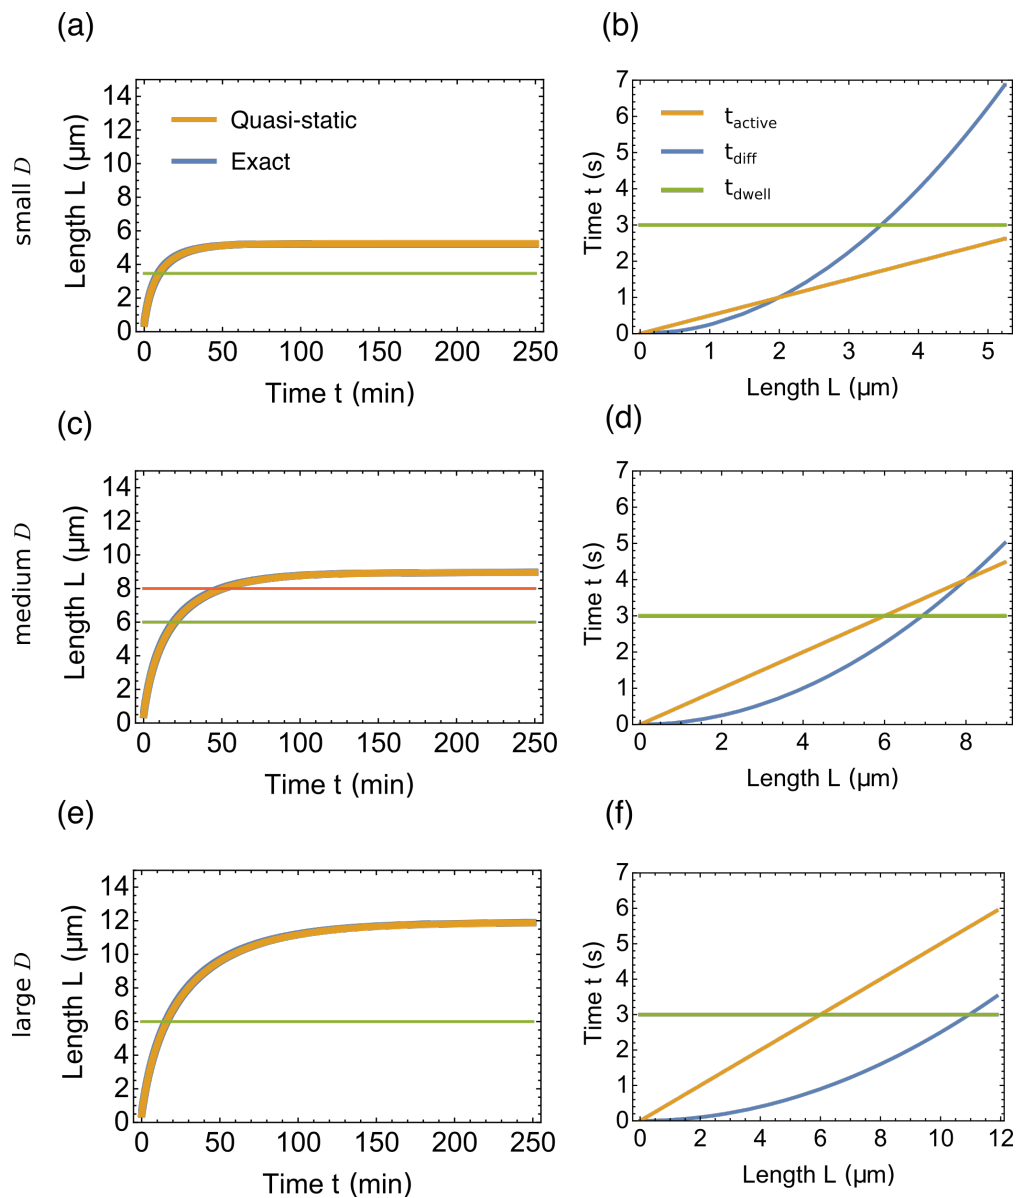 (a)
(b)
small D
Length L (μm)
14
12
10
8
6
4
2
0
Quasi-static
Exact
0 50 100 150 200 250
Time t (min)
Time t (s)
7
6
5
4
3
2
1
0
t_active
t_diff
t_dwell
0 1 2 3 4 5
Length L (μm)
(c)
(d)
medium D
Length L (μm)
14
12
10
8
6
4
2
0
0 50 100 150 200 250
Time t (min)
Time t (s)
7
6
5
4
3
2
1
0
0 2 4 6 8
Length L (μm)
(e)
(f)
large D
Length L (μm)
14
12
10
8
6
4
2
0
0 50 100 150 200 250
Time t (min)
Time t (s)
7
6
5
4
3
2
1
0
0 2 4 6 8 10 12
Length L (μm)